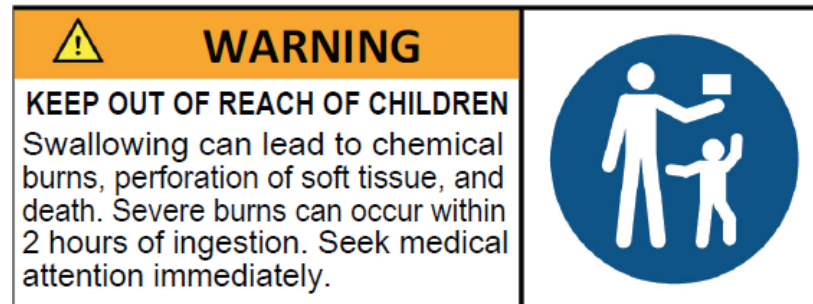 WARNING
KEEP OUT OF REACH OF CHILDREN
Swallowing can lead to chemical
burns, perforation of soft tissue, and
death. Severe burns can occur within
2 hours of ingestion. Seek medical
attention immediately.